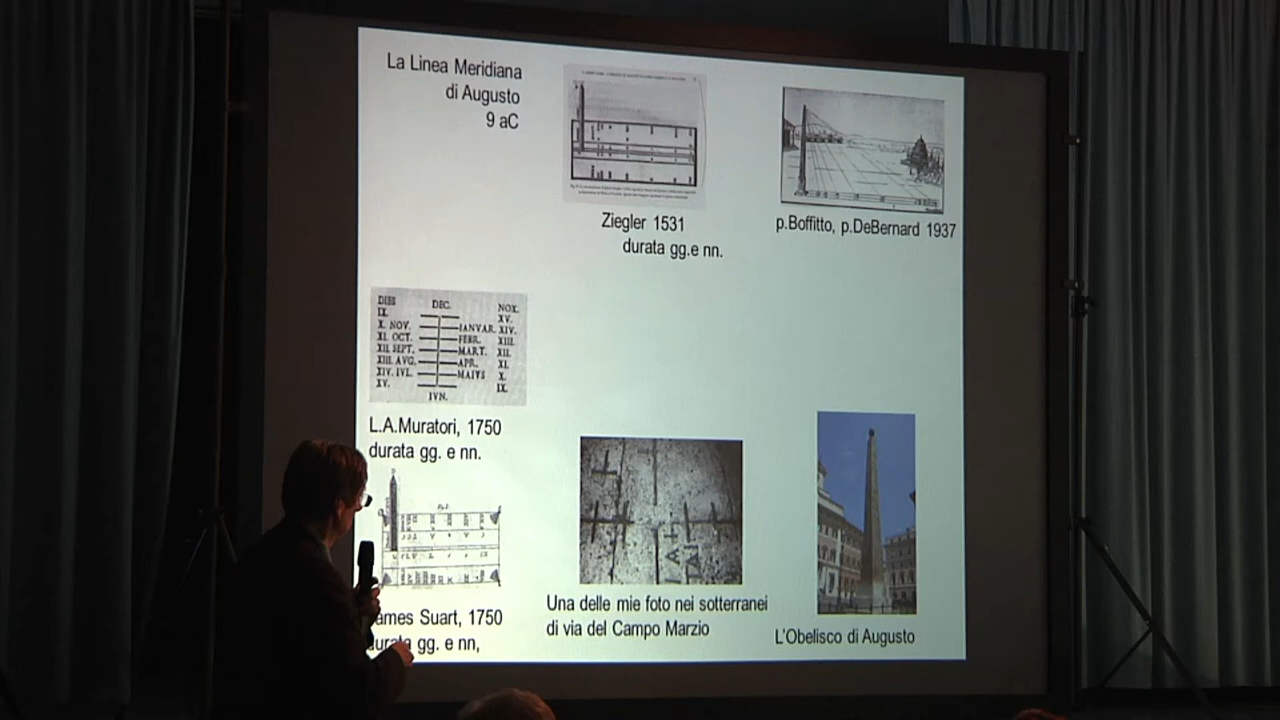 La Linea Meridiana
di Augusto
9 aC
Ziegler 1531
durata gg.e nn.
p.Boffitto, p.DeBernard 1937
DIES
DEC.
NOX.
IX.
XV.
X. NOV.
IANVAR. XIV.
XI. OCT.
FEBR. XIII.
XII. SEPT.
MART. XII.
XIII. AVG.
APR. XI.
XIV. IVL.
MAIVS X.
XV.
IX.
IVN.
L.A.Muratori, 1750
durata gg. e nn.
ames Suart, 1750
durata gg. e nn,
Una delle mie foto nei sotterranei
di via del Campo Marzio
L'Obelisco di Augusto